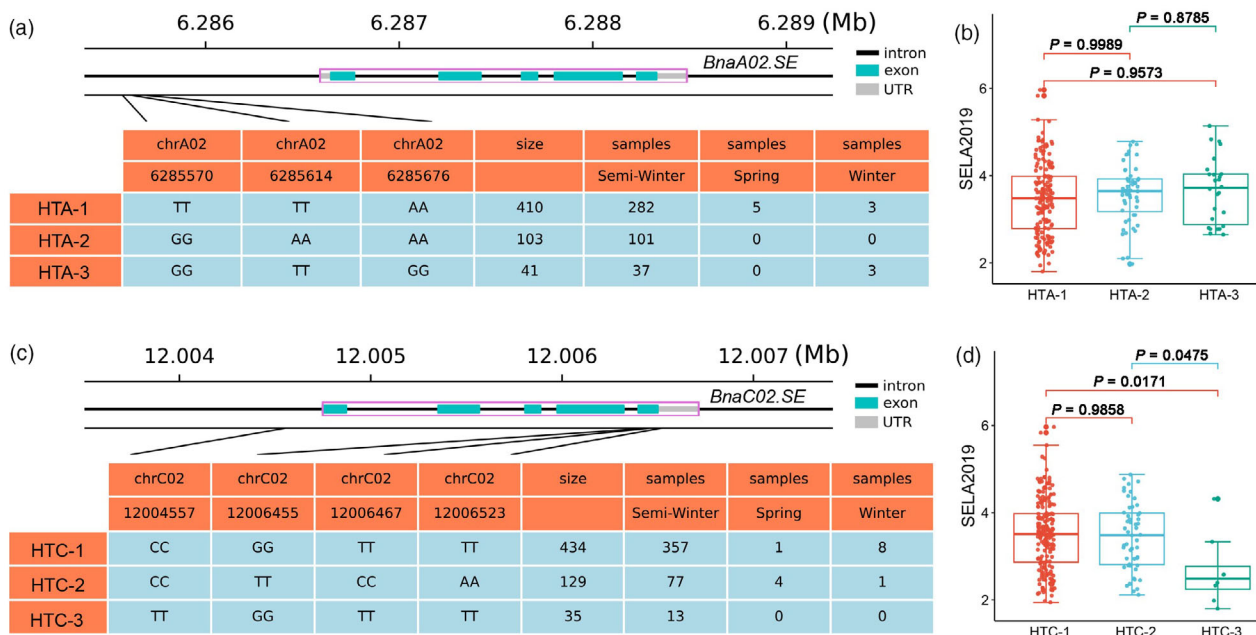 (a)
6.286 6.287 6.288 6.289 (Mb)
BnaA02.SE
intron
exon
UTR
chrA02 chrA02 chrA02 size samples samples samples
6285570 6285614 6285676 Semi-Winter Spring Winter
HTA-1 TT TT AA 410 282 5 3
HTA-2 GG AA AA 103 101 0 0
HTA-3 GG TT GG 41 37 0 3
(b)
P = 0.8785
P = 0.9989
P = 0.9573
SELA2019
6
4
2
HTA-1 HTA-2 HTA-3
(c)
12.004 12.005 12.006 12.007 (Mb)
BnaC02.SE
intron
exon
UTR
chrC02 chrC02 chrC02 chrC02 size samples samples samples
12004557 12006455 12006467 12006523 Semi-Winter Spring Winter
HTC-1 CC GG TT TT 434 357 1 8
HTC-2 CC TT CC AA 129 77 4 1
HTC-3 TT GG TT TT 35 13 0 0
(d)
P = 0.0475
P = 0.0171
P = 0.9858
SELA2019
6
4
2
HTC-1 HTC-2 HTC-3